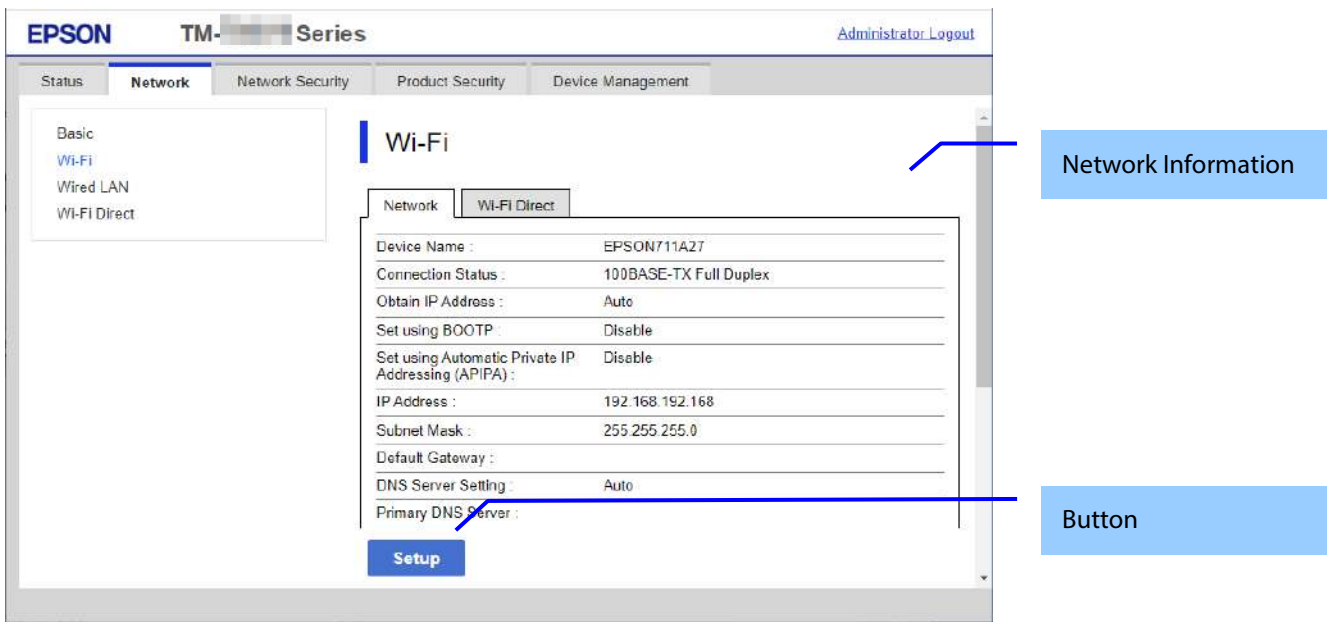 EPSON TM- Series Administrator Logout
Status Network Network Security Product Security Device Management
Basic
Wi-Fi
Wired LAN
Wi-Fi Direct
Wi-Fi
Network Wi-Fi Direct
Device Name : EPSON711A27
Connection Status : 100BASE-TX Full Duplex
Obtain IP Address : Auto
Set using BOOTP : Disable
Set using Automatic Private IP Disable
Addressing (APIPA) :
IP Address : 192.168.192.168
Subnet Mask : 255.255.255.0
Default Gateway :
DNS Server Setting : Auto
Primary DNS Server :
Setup
Network Information
Button